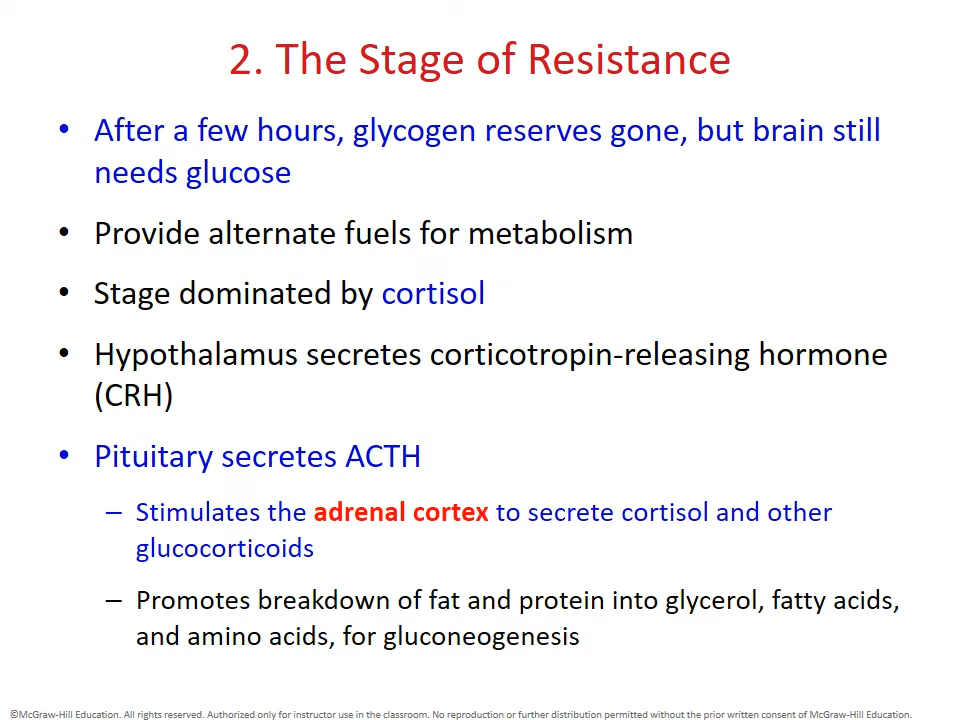 2. The Stage of Resistance
• After a few hours, glycogen reserves gone, but brain still
needs glucose
• Provide alternate fuels for metabolism
• Stage dominated by cortisol
• Hypothalamus secretes corticotropin-releasing hormone
(CRH)
• Pituitary secretes ACTH
– Stimulates the adrenal cortex to secrete cortisol and other
glucocorticoids
– Promotes breakdown of fat and protein into glycerol, fatty acids,
and amino acids, for gluconeogenesis
©McGraw-Hill Education. All rights reserved. Authorized only for instructor use in the classroom. No reproduction or further distribution permitted without the prior written consent of McGraw-Hill Education.